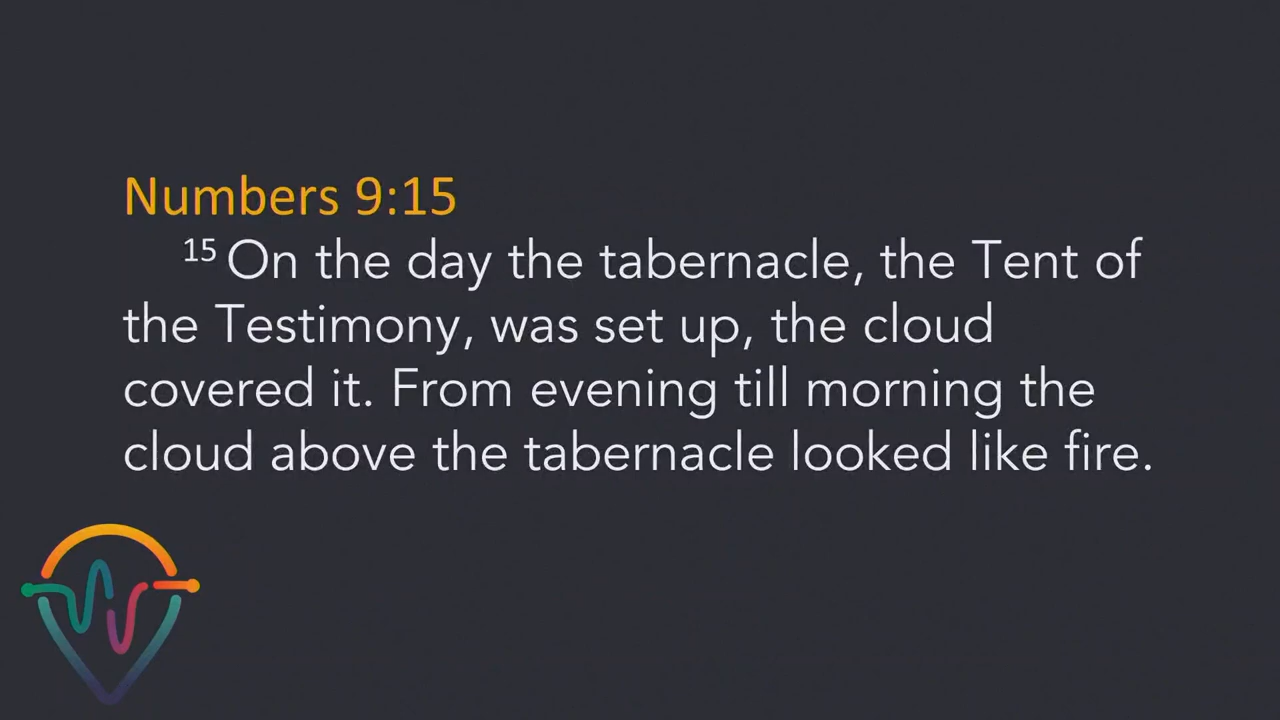 Numbers 9:15
15 On the day the tabernacle, the Tent of
the Testimony, was set up, the cloud
covered it. From evening till morning the
cloud above the tabernacle looked like fire.